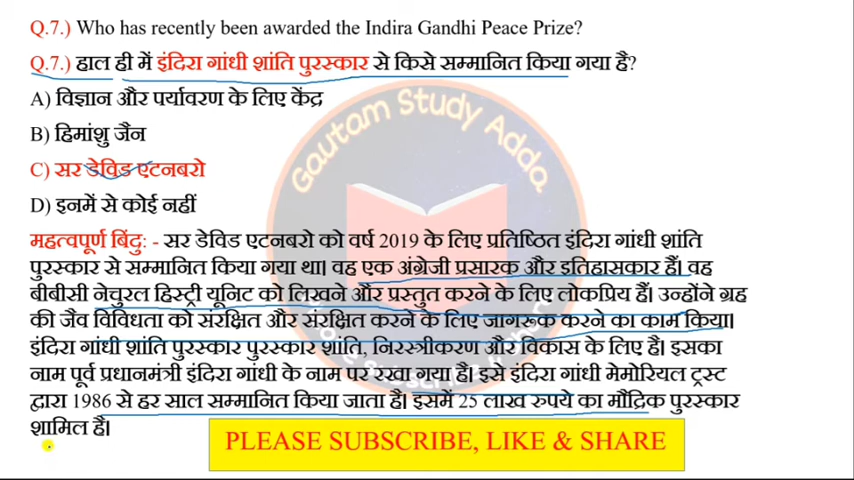 Q.7.) Who has recently been awarded the Indira Gandhi Peace Prize?
Q.7.) हाल ही में इंदिरा गांधी शांति पुरस्कार से किसे सम्मानित किया गया है?
A) विज्ञान और पर्यावरण के लिए केंद्र
B) हिमांशु जैन
C) सर डेविड एटनबरो
D) इनमें से कोई नहीं
महत्वपूर्ण बिंदु: - सर डेविड एटनबरो को वर्ष 2019 के लिए प्रतिष्ठित इंदिरा गांधी शांति
पुरस्कार से सम्मानित किया गया था। वह एक अंग्रेजी प्रसारक और इतिहासकार हैं। वह
बीबीसी नेचुरल हिस्ट्री यूनिट को लिखने और प्रस्तुत करने के लिए लोकप्रिय हैं। उन्होंने ग्रह
की जैव विविधता को संरक्षित और संरक्षित करने के लिए जागरूक करने का काम किया।
इंदिरा गांधी शांति पुरस्कार पुरस्कार शांति, निरस्त्रीकरण और विकास के लिए है। इसका
नाम पूर्व प्रधानमंत्री इंदिरा गांधी के नाम पर रखा गया है। इसे इंदिरा गांधी मेमोरियल ट्रस्ट
द्वारा 1986 से हर साल सम्मानित किया जाता है। इसमें 25 लाख रुपये का मौद्रिक पुरस्कार
शामिल है।
PLEASE SUBSCRIBE, LIKE & SHARE
Gautam Study Adda